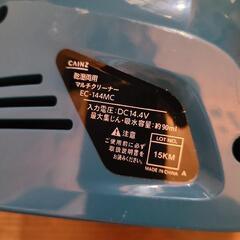 CAINZ
乾湿両用
マルチクリーナー
EC-144MC
入力電圧:DC14.4V
最大集じん・吸水容量:約90ml
⚠注意
ご使用前に必ず
取扱説明書を
お読みください。
LOT NO.
15KM
MADE IN CHINA